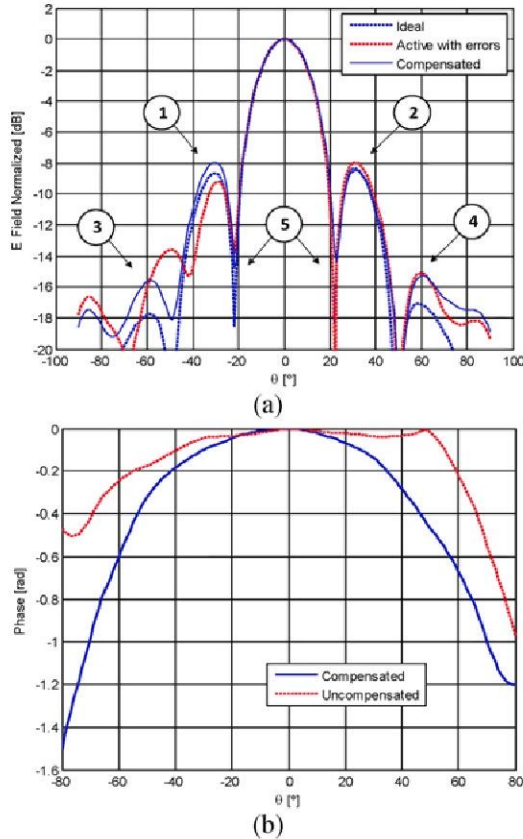 2
0
-2
-4
-6
-8
-10
-12
-14
-16
-18
-20
E Field Normalized [dB]
Ideal
Active with errors
Compensated
1
2
3
5
4
-100 -80 -60 -40 -20 0 20 40 60 80 100
θ [°]
(a)
0
-0.2
-0.4
-0.6
-0.8
-1
-1.2
-1.4
-1.6
Phase [rad]
Compensated
Uncompensated
-80 -60 -40 -20 0 20 40 60 80
θ [°]
(b)